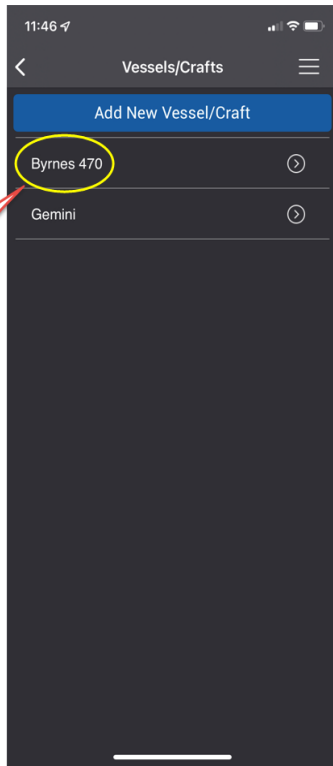 11:46
Vessels/Crafts
Add New Vessel/Craft
Byrnes 470
Gemini